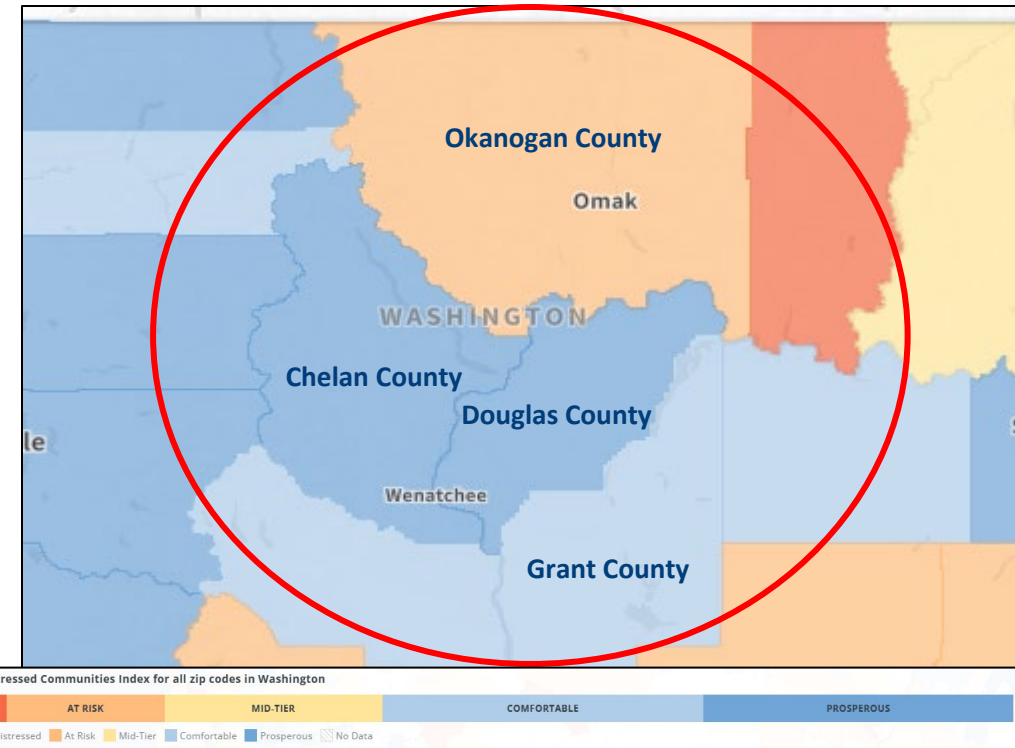 Okanogan County
Omak
WASHINGTON
Chelan County
Douglas County
le
Wenatchee
Grant County
ressed Communities Index for all zip codes in Washington
AT RISK MID-TIER COMFORTABLE PROSPEROUS
istressed At Risk Mid-Tier Comfortable Prosperous No Data